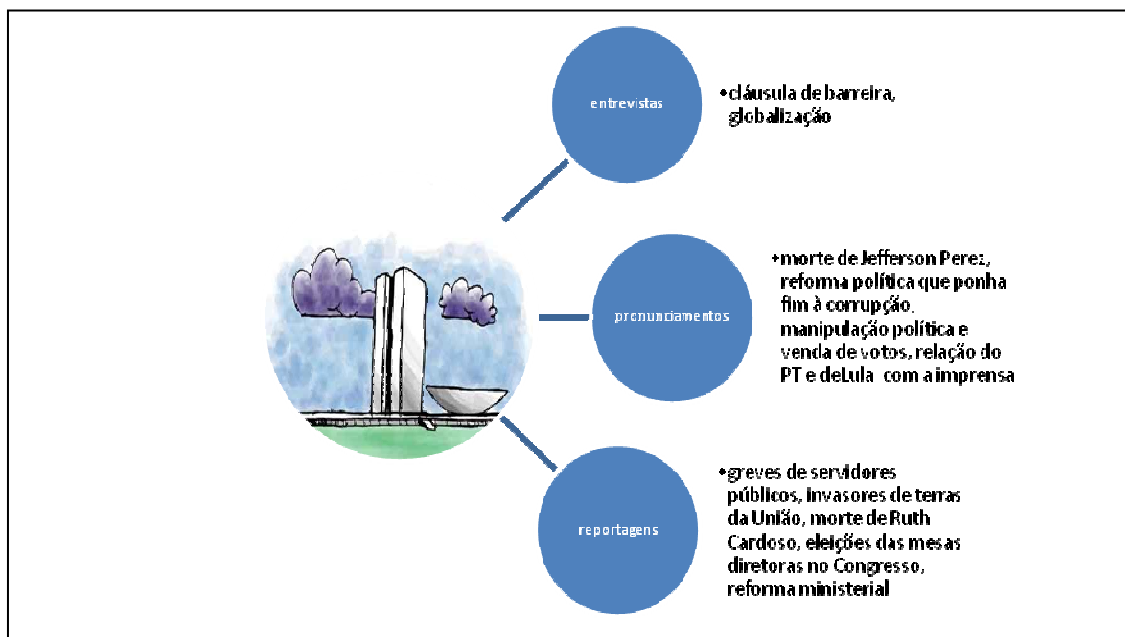 entrevistas
•cláusula de barreira,
globalização
pronunciamentos
•morte de Jefferson Perez,
reforma política que ponha
fim à corrupção,
manipulação política e
venda de votos, relação do
PT e deLula com a imprensa
reportagens
•greves de servidores
públicos, invasores de terras
da União, morte de Ruth
Cardoso, eleições das mesas
diretoras no Congresso,
reforma ministerial